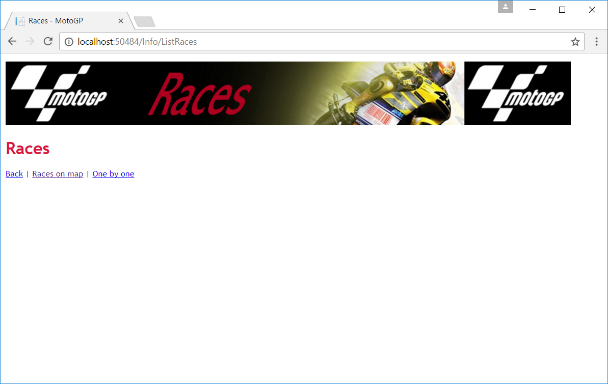 Races - MotoGP
localhost:50484/Info/ListRaces
MotoGP Races MotoGP
Races
Back | Races on map | One by one